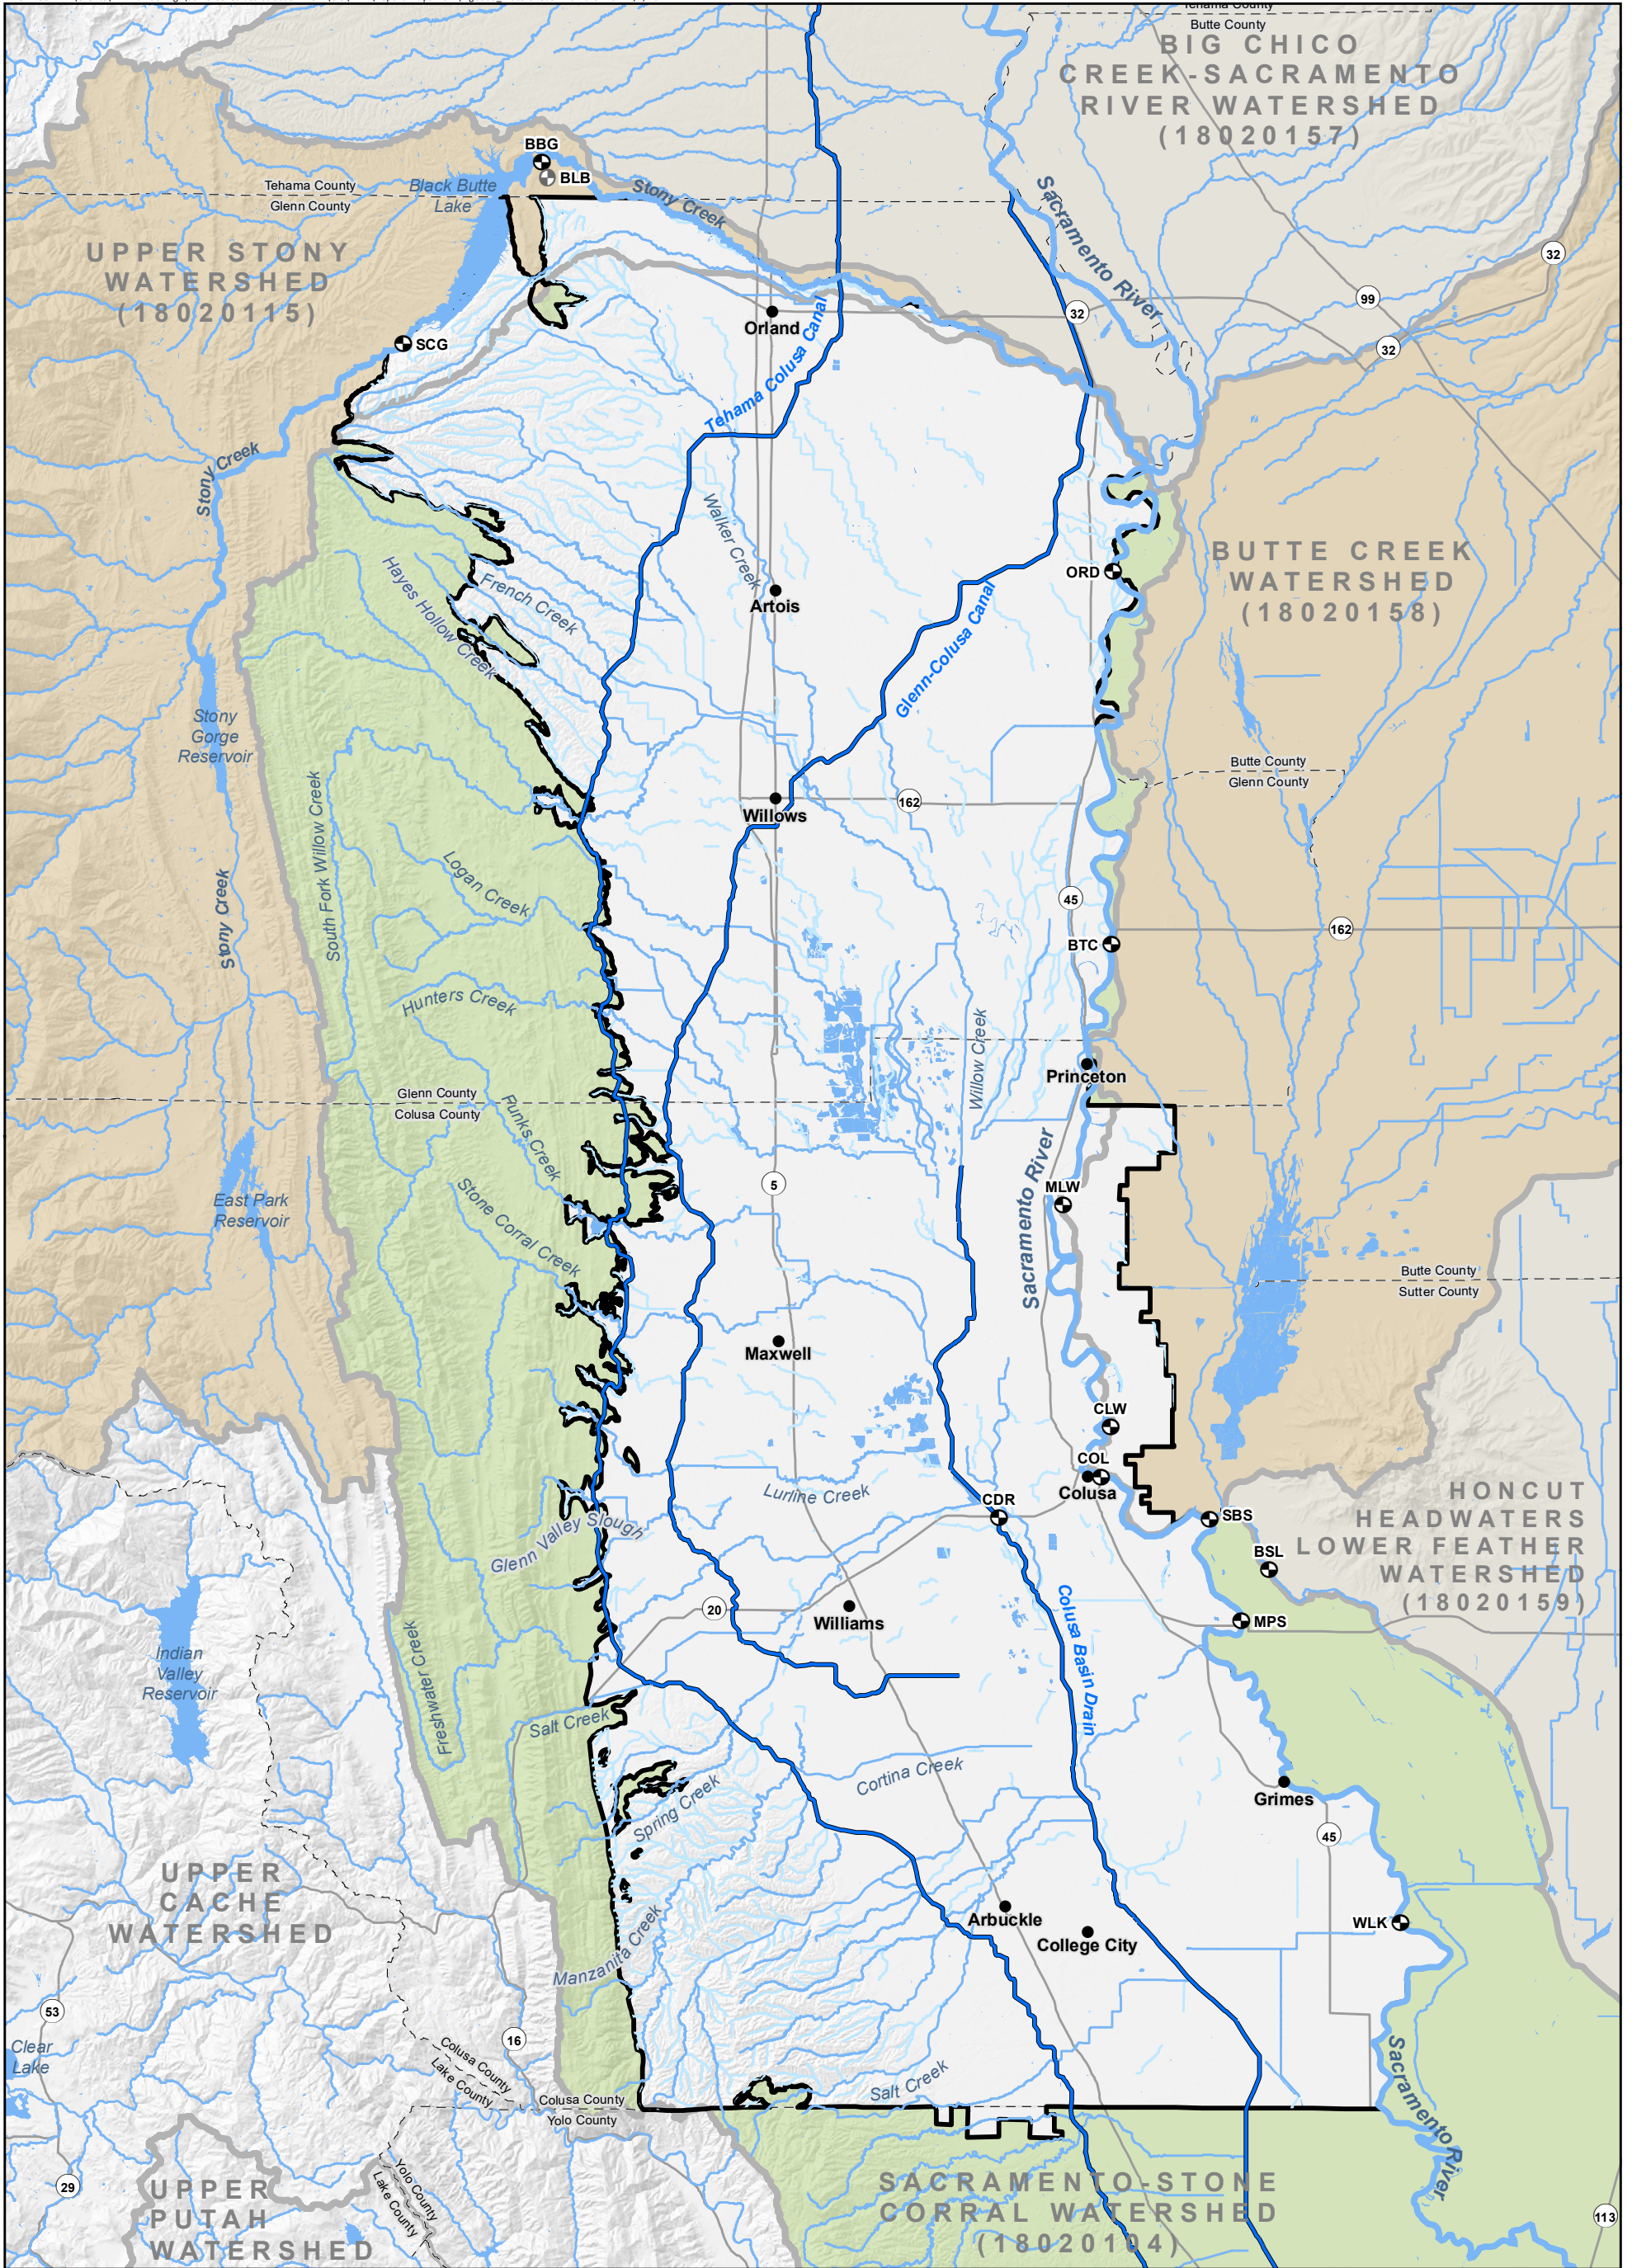 Tehama County
Butte County
BIG CHICO
CREEK-SACRAMENTO
RIVER WATERSHED
(18020157)
BBG
BLB
Tehama County
Glenn County
Black Butte
Lake
Stony Creek
Sacramento River
UPPER STONY
WATERSHED
(18020115)
32
99
32
32
SCG
Orland
Tehama Colusa Canal
Stony Creek
Walker Creek
Hayes Hollow Creek
French Creek
Artois
ORD
BUTTE CREEK
WATERSHED
(18020158)
Glenn-Colusa Canal
Stony
Gorge
Reservoir
Butte County
Glenn County
Willows
162
South Fork Willow Creek
Logan Creek
Stony Creek
45
BTC
162
Hunters Creek
Willow Creek
Princeton
Glenn County
Colusa County
Funks Creek
Sacramento River
East Park
Reservoir
Stone Corral Creek
5
MLW
Butte County
Sutter County
Maxwell
CLW
COL
Colusa
Lurline Creek
CDR
SBS
HONCUT
HEADWATERS
LOWER FEATHER
WATERSHED
(18020159)
Glenn Valley Slough
BSL
20
Williams
MPS
Colusa Basin Drain
Indian
Valley
Reservoir
Freshwater Creek
Salt Creek
Cortina Creek
Spring Creek
Grimes
45
UPPER
CACHE
WATERSHED
Arbuckle
College City
WLK
Manzanita Creek
53
16
Clear
Lake
Colusa County
Lake County
Colusa County
Yolo County
Salt Creek
Sacramento River
29
UPPER
PUTAH
WATERSHED
Yolo County
Lake County
SACRAMENTO-STONE
CORRAL WATERSHED
(18020104)
113